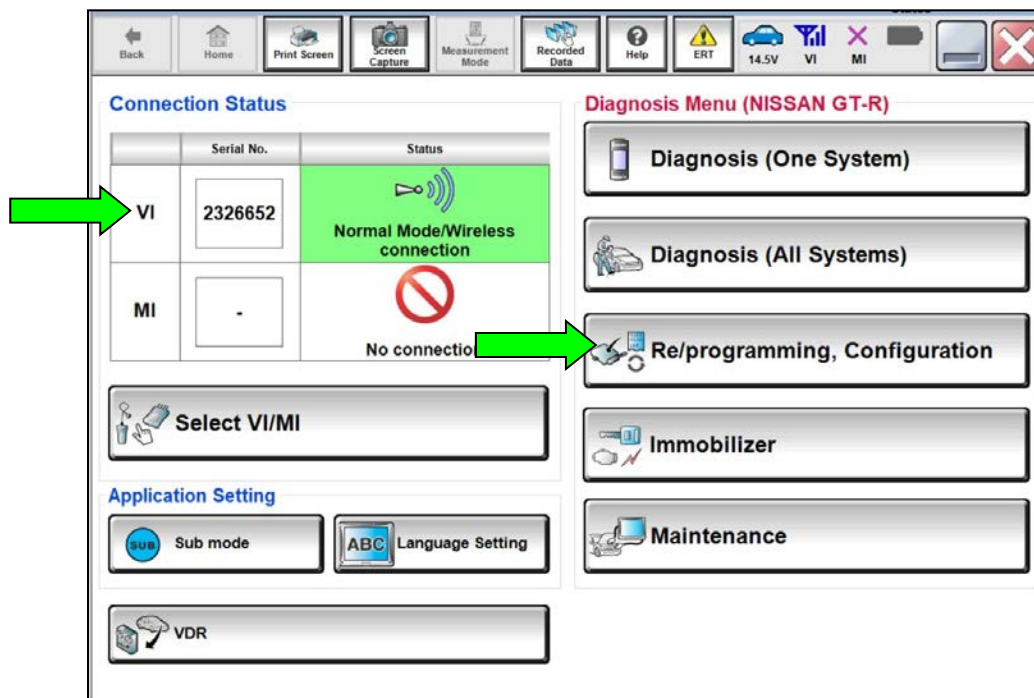 Back
Home
Print Screen
Screen
Capture
Measurement
Mode
Recorded
Data
Help
ERT
14.5V
VI
MI
Connection Status
Serial No.
Status
VI
2326652
Normal Mode/Wireless
connection
MI
-
No connection
Select VI/MI
Application Setting
SUB
Sub mode
ABC
Language Setting
VDR
Diagnosis Menu (NISSAN GT-R)
Diagnosis (One System)
Diagnosis (All Systems)
Re/programming, Configuration
Immobilizer
Maintenance